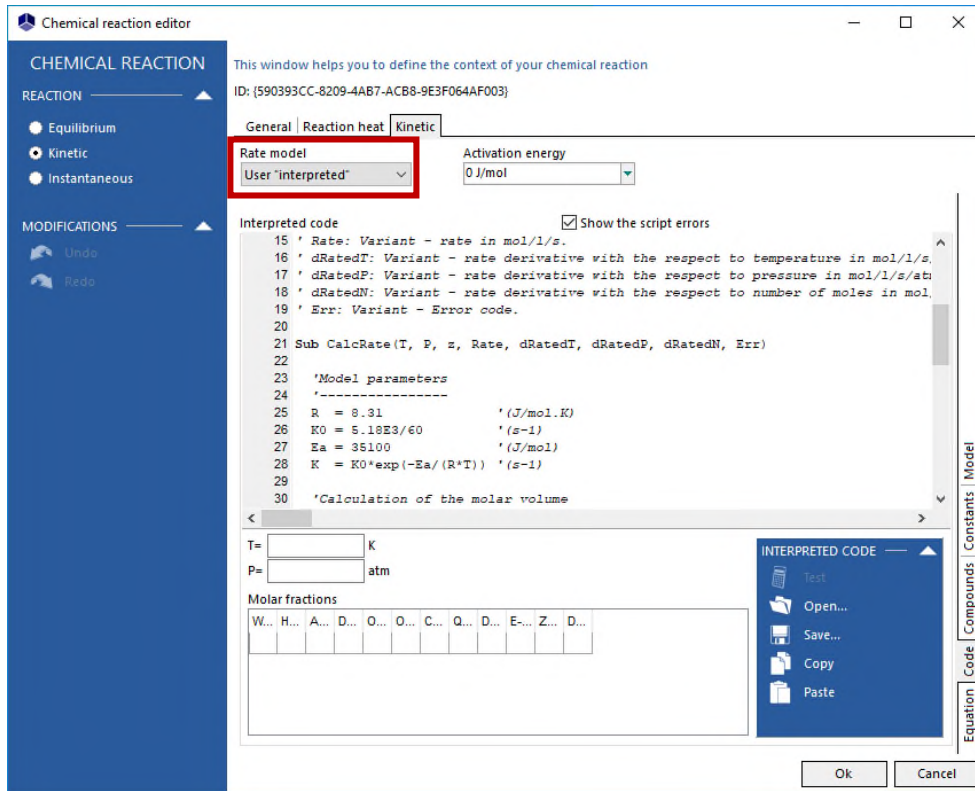 Chemical reaction editor
CHEMICAL REACTION
REACTION
Equilibrium
Kinetic
Instantaneous
MODIFICATIONS
Undo
Redo
This window helps you to define the context of your chemical reaction
ID: {590393CC-8209-4AB7-ACB8-9E3F064AF003}
General Reaction heat Kinetic
Rate model
User "interpreted"
Activation energy
0 J/mol
Interpreted code
Show the script errors
15 ' Rate: Variant - rate in mol/l/s.
16 ' dRatedT: Variant - rate derivative with the respect to temperature in mol/l/s
17 ' dRatedP: Variant - rate derivative with the respect to pressure in mol/l/s/atm
18 ' dRatedN: Variant - rate derivative with the respect to number of moles in mol,
19 ' Err: Variant - Error code.
20
21 Sub CalcRate(T, P, z, Rate, dRatedT, dRatedP, dRatedN, Err)
22
23 'Model parameters
24 '----------------
25 R = 8.31 '(J/mol.K)
26 K0 = 5.18E3/60 '(s-1)
27 Ea = 35100 '(J/mol)
28 K = K0*exp(-Ea/(R*T)) '(s-1)
29
30 'Calculation of the molar volume
T= K
P= atm
Molar fractions
W... H... A... D... O... O... C... Q... D... E-... Z... D...
INTERPRETED CODE
Test
Open...
Save...
Copy
Paste
Model
Constants
Compounds
Code
Equation
Ok
Cancel